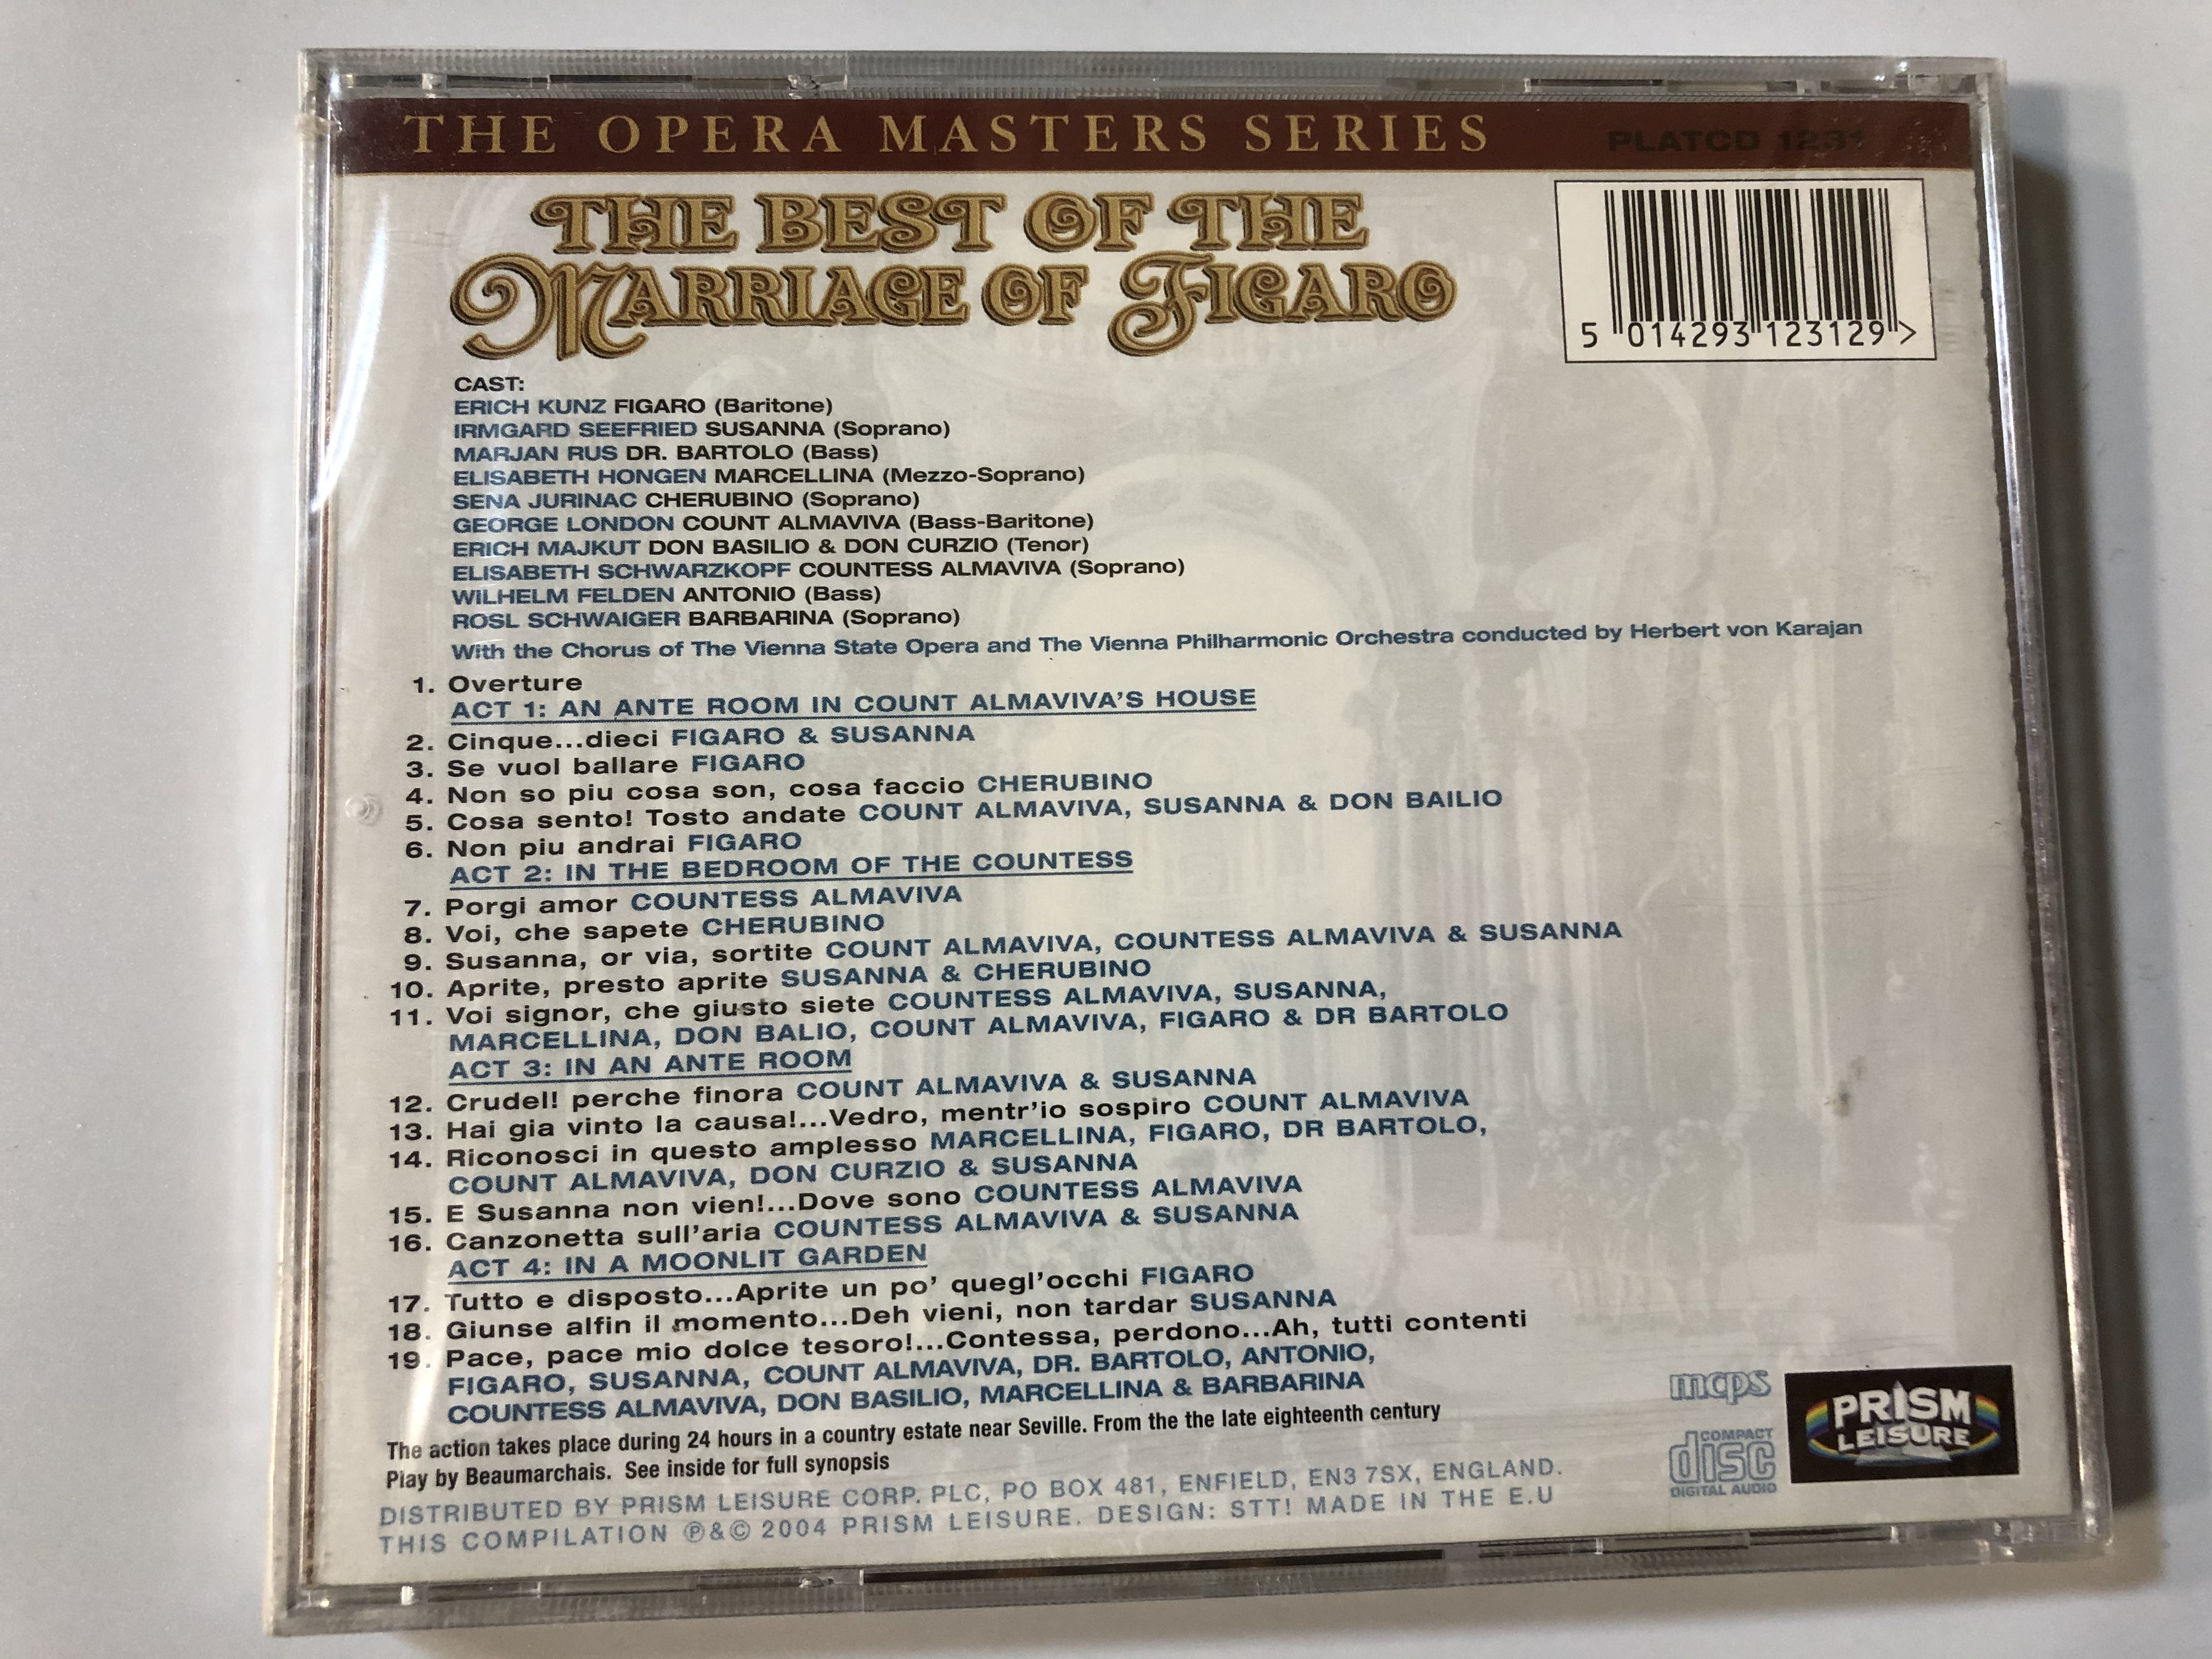 THE OPERA MASTERS SERIES
PLATCD 1231
THE BEST OF THE
MARRIAGE OF FIGARO
5 014293 123129 >
CAST:
ERICH KUNZ FIGARO (Baritone)
IRMGARD SEEFRIED SUSANNA (Soprano)
MARJAN RUS DR. BARTOLO (Bass)
ELISABETH HONGEN MARCELLINA (Mezzo-Soprano)
SENA JURINAC CHERUBINO (Soprano)
GEORGE LONDON COUNT ALMAVIVA (Bass-Baritone)
ERICH MAJKUT DON BASILIO & DON CURZIO (Tenor)
ELISABETH SCHWARZKOPF COUNTESS ALMAVIVA (Soprano)
WILHELM FELDEN ANTONIO (Bass)
ROSL SCHWAIGER BARBARINA (Soprano)
With the Chorus of The Vienna State Opera and The Vienna Philharmonic Orchestra conducted by Herbert von Karajan
1. Overture
ACT 1: AN ANTE ROOM IN COUNT ALMAVIVA'S HOUSE
2. Cinque...dieci FIGARO & SUSANNA
3. Se vuol ballare FIGARO
4. Non so piu cosa son, cosa faccio CHERUBINO
5. Cosa sento! Tosto andate COUNT ALMAVIVA, SUSANNA & DON BAILIO
6. Non piu andrai FIGARO
ACT 2: IN THE BEDROOM OF THE COUNTESS
7. Porgi amor COUNTESS ALMAVIVA
8. Voi, che sapete CHERUBINO
9. Susanna, or via, sortite COUNT ALMAVIVA, COUNTESS ALMAVIVA & SUSANNA
10. Aprite, presto aprite SUSANNA & CHERUBINO
11. Voi signor, che giusto siete COUNTESS ALMAVIVA, SUSANNA,
MARCELLINA, DON BALIO, COUNT ALMAVIVA, FIGARO & DR BARTOLO
ACT 3: IN AN ANTE ROOM
12. Crudel! perche finora COUNT ALMAVIVA & SUSANNA
13. Hai gia vinto la causa!...Vedro, mentr'io sospiro COUNT ALMAVIVA
14. Riconosci in questo amplesso MARCELLINA, FIGARO, DR BARTOLO,
COUNT ALMAVIVA, DON CURZIO & SUSANNA
15. E Susanna non vien!...Dove sono COUNTESS ALMAVIVA
16. Canzonetta sull'aria COUNTESS ALMAVIVA & SUSANNA
ACT 4: IN A MOONLIT GARDEN
17. Tutto e disposto...Aprite un po' quegl'occhi FIGARO
18. Giunse alfin il momento...Deh vieni, non tardar SUSANNA
19. Pace, pace mio dolce tesoro!...Contessa, perdono...Ah, tutti contenti
FIGARO, SUSANNA, COUNT ALMAVIVA, DR. BARTOLO, ANTONIO,
COUNTESS ALMAVIVA, DON BASILIO, MARCELLINA & BARBARINA
The action takes place during 24 hours in a country estate near Seville. From the the late eighteenth century
Play by Beaumarchais. See inside for full synopsis
DISTRIBUTED BY PRISM LEISURE CORP. PLC, PO BOX 481, ENFIELD, EN3 7SX, ENGLAND.
THIS COMPILATION ℗&© 2004 PRISM LEISURE. DESIGN: STT! MADE IN THE E.U
mcps
COMPACT
disc
DIGITAL AUDIO
PRISM
LEISURE